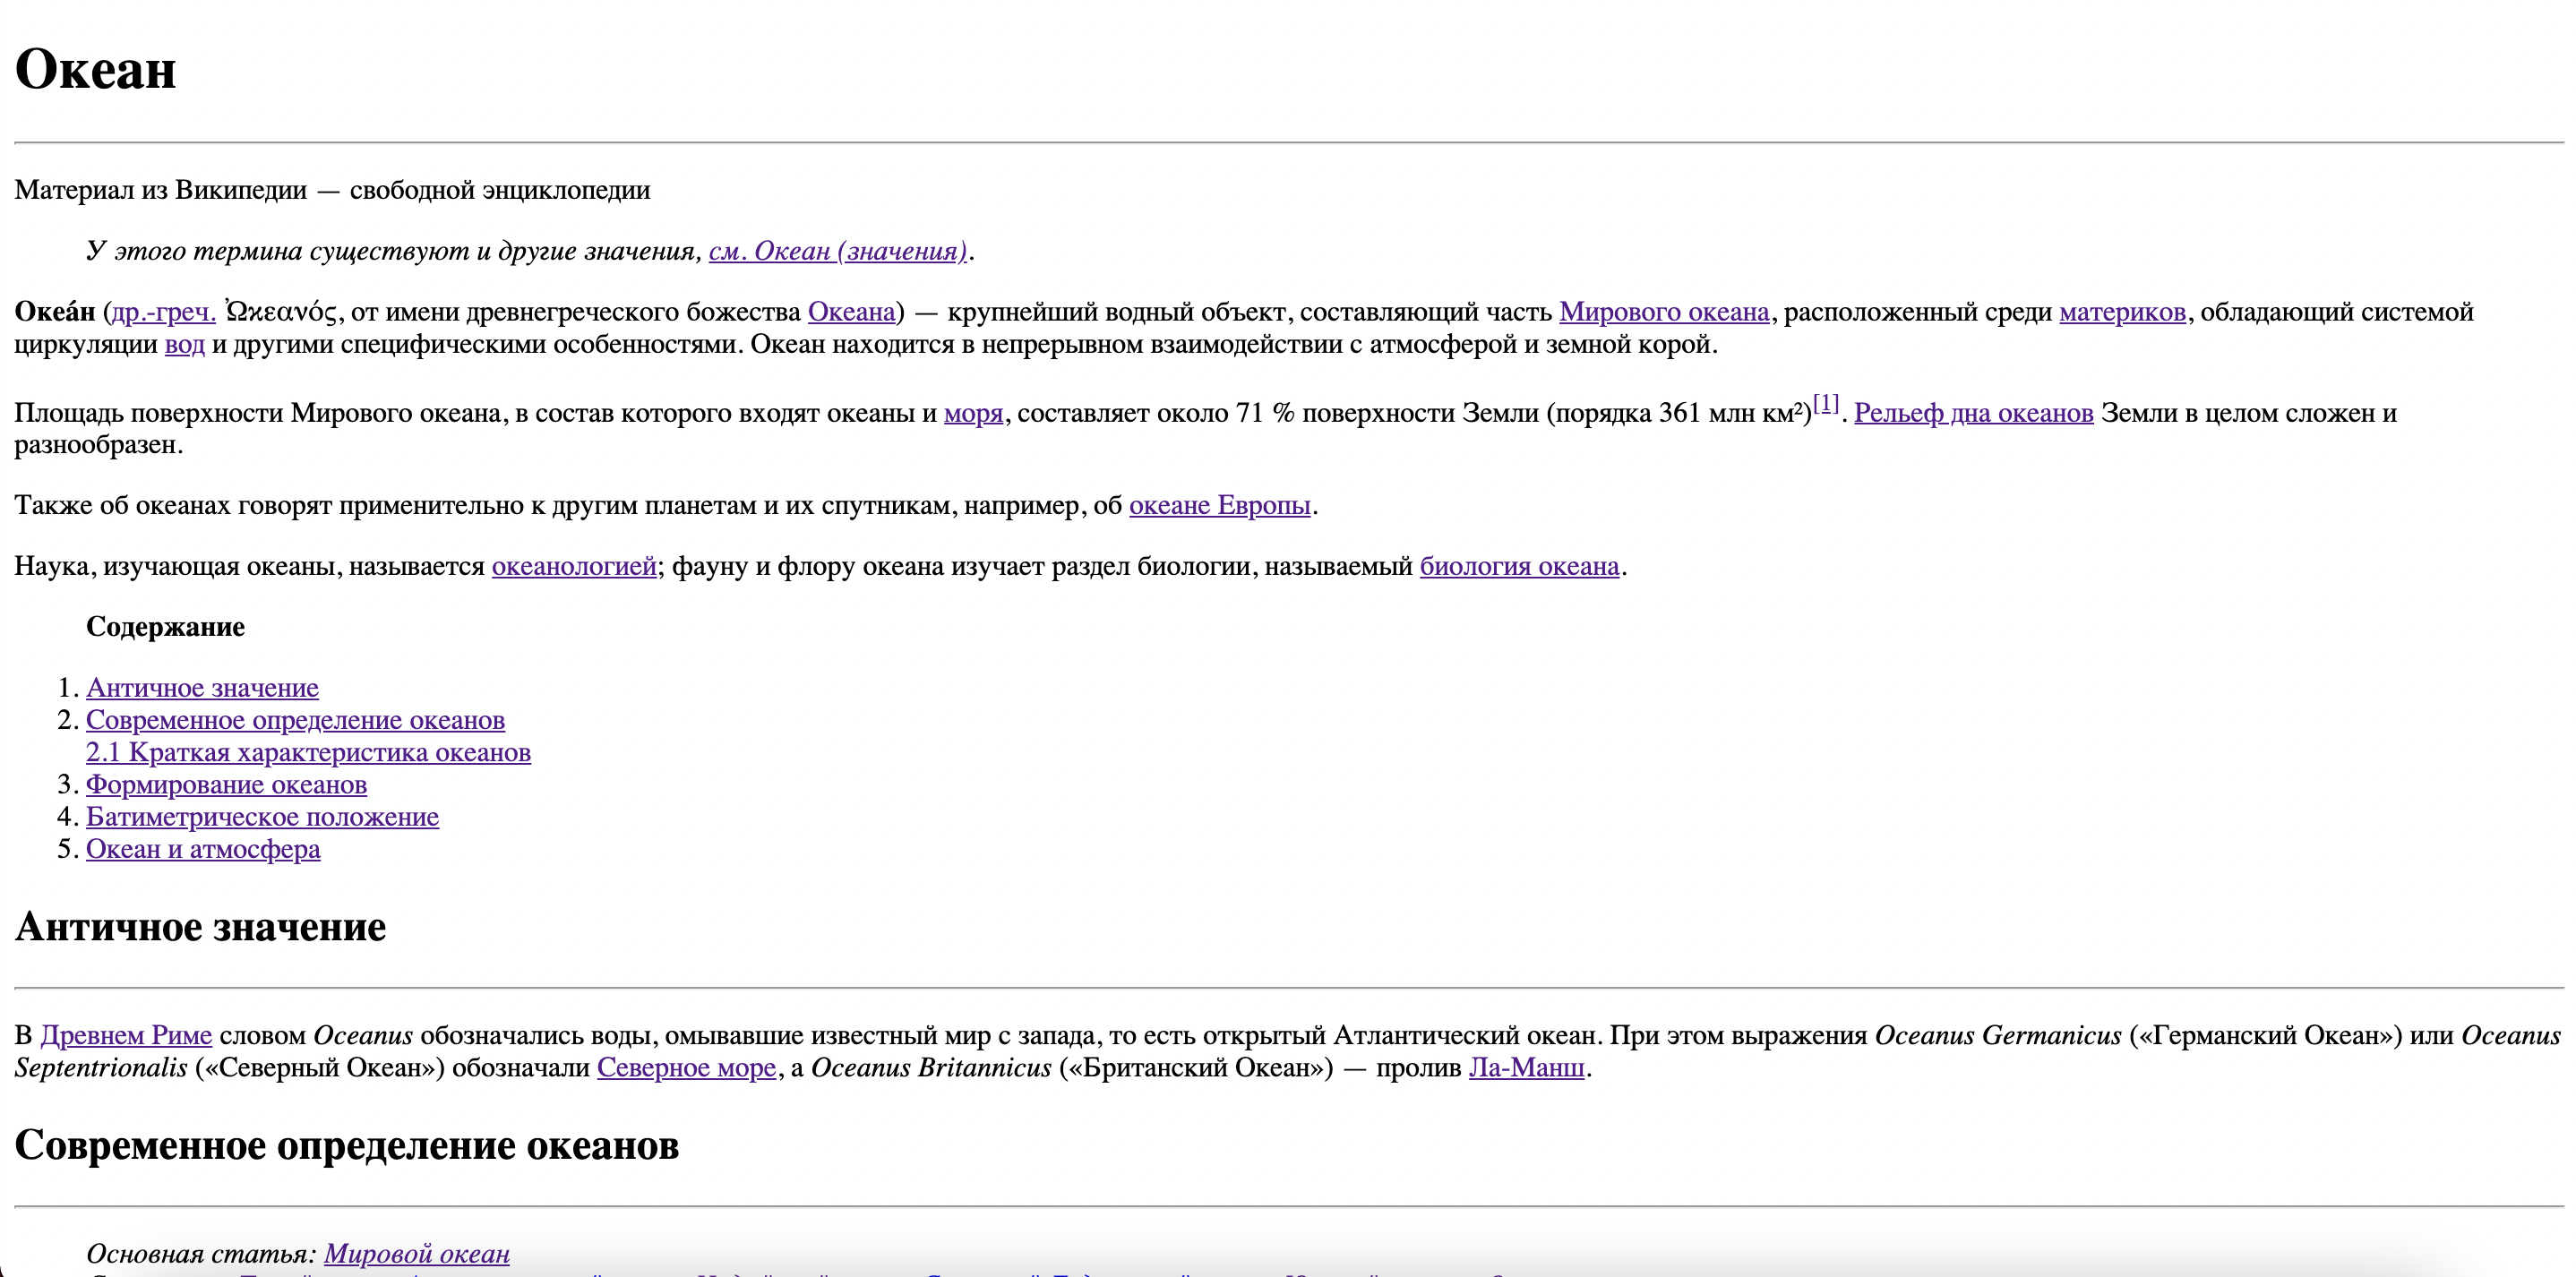 Океан
Материал из Википедии — свободной энциклопедии
У этого термина существуют и другие значения, см. Океан (значения).
Океа́н (др.-греч. Ὠκεανός, от имени древнегреческого божества Океана) — крупнейший водный объект, составляющий часть Мирового океана, расположенный среди материков, обладающий системой
циркуляции вод и другими специфическими особенностями. Океан находится в непрерывном взаимодействии с атмосферой и земной корой.
Площадь поверхности Мирового океана, в состав которого входят океаны и моря, составляет около 71 % поверхности Земли (порядка 361 млн км²)[1]. Рельеф дна океанов Земли в целом сложен и
разнообразен.
Также об океанах говорят применительно к другим планетам и их спутникам, например, об океане Европы.
Наука, изучающая океаны, называется океанологией; фауну и флору океана изучает раздел биологии, называемый биология океана.
Содержание
1. Античное значение
2. Современное определение океанов
2.1 Краткая характеристика океанов
3. Формирование океанов
4. Батиметрическое положение
5. Океан и атмосфера
Античное значение
В Древнем Риме словом Oceanus обозначались воды, омывавшие известный мир с запада, то есть открытый Атлантический океан. При этом выражения Oceanus Germanicus («Германский Океан») или Oceanus
Septentrionalis («Северный Океан») обозначали Северное море, а Oceanus Britannicus («Британский Океан») — пролив Ла-Манш.
Современное определение океанов
Основная статья: Мировой океан